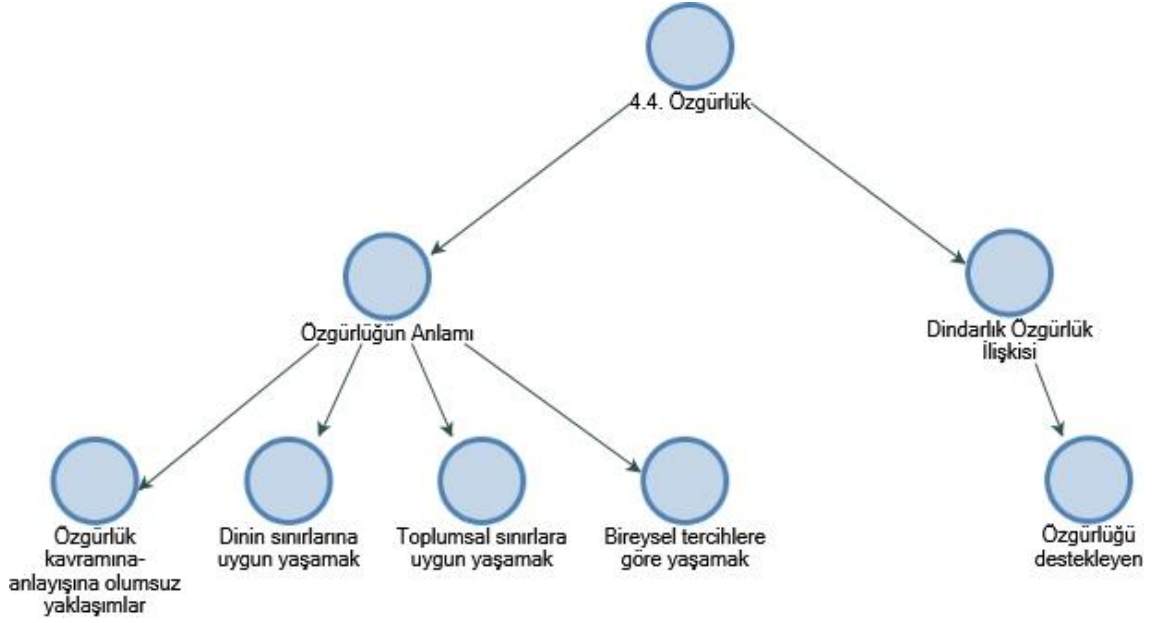 4.4. Özgürlük
Özgürlüğün Anlamı
Dindarlık Özgürlük
İlişkisi
Özgürlük
kavramına-
anlayışına olumsuz
yaklaşımlar
Dinin sınırlarına
uygun yaşamak
Toplumsal sınırlara
uygun yaşamak
Bireysel tercihlere
göre yaşamak
Özgürlüğü
destekleyen